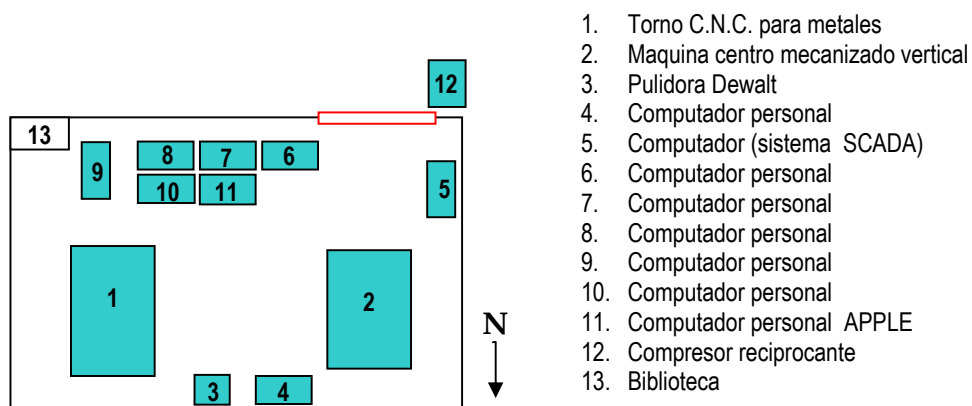 12
13
8
7
6
9
10
11
5
1
2
N
3
4
1. Torno C.N.C. para metales
2. Maquina centro mecanizado vertical
3. Pulidora Dewalt
4. Computador personal
5. Computador (sistema SCADA)
6. Computador personal
7. Computador personal
8. Computador personal
9. Computador personal
10. Computador personal
11. Computador personal APPLE
12. Compresor reciprocante
13. Biblioteca